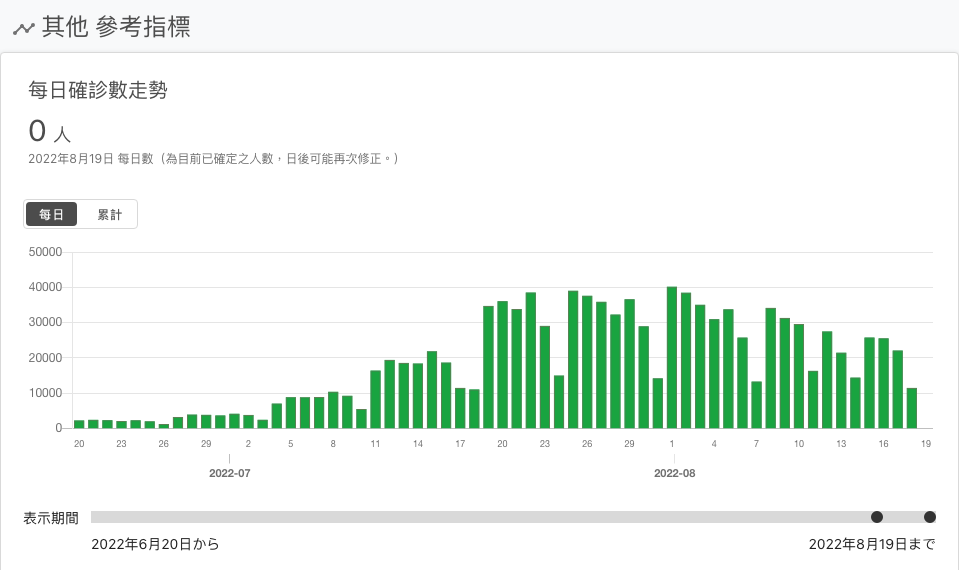 其他 參考指標
每日確診數走勢
0 人
2022年8月19日 每日數（為目前已確定之人數，日後可能再次修正。）
每日 累計
50000
40000
30000
20000
10000
0
20 23 26 29 2 5 8 11 14 17 20 23 26 29 1 4 7 10 13 16 19
2022-07 2022-08
表示期間
2022年6月20日から 2022年8月19日まで